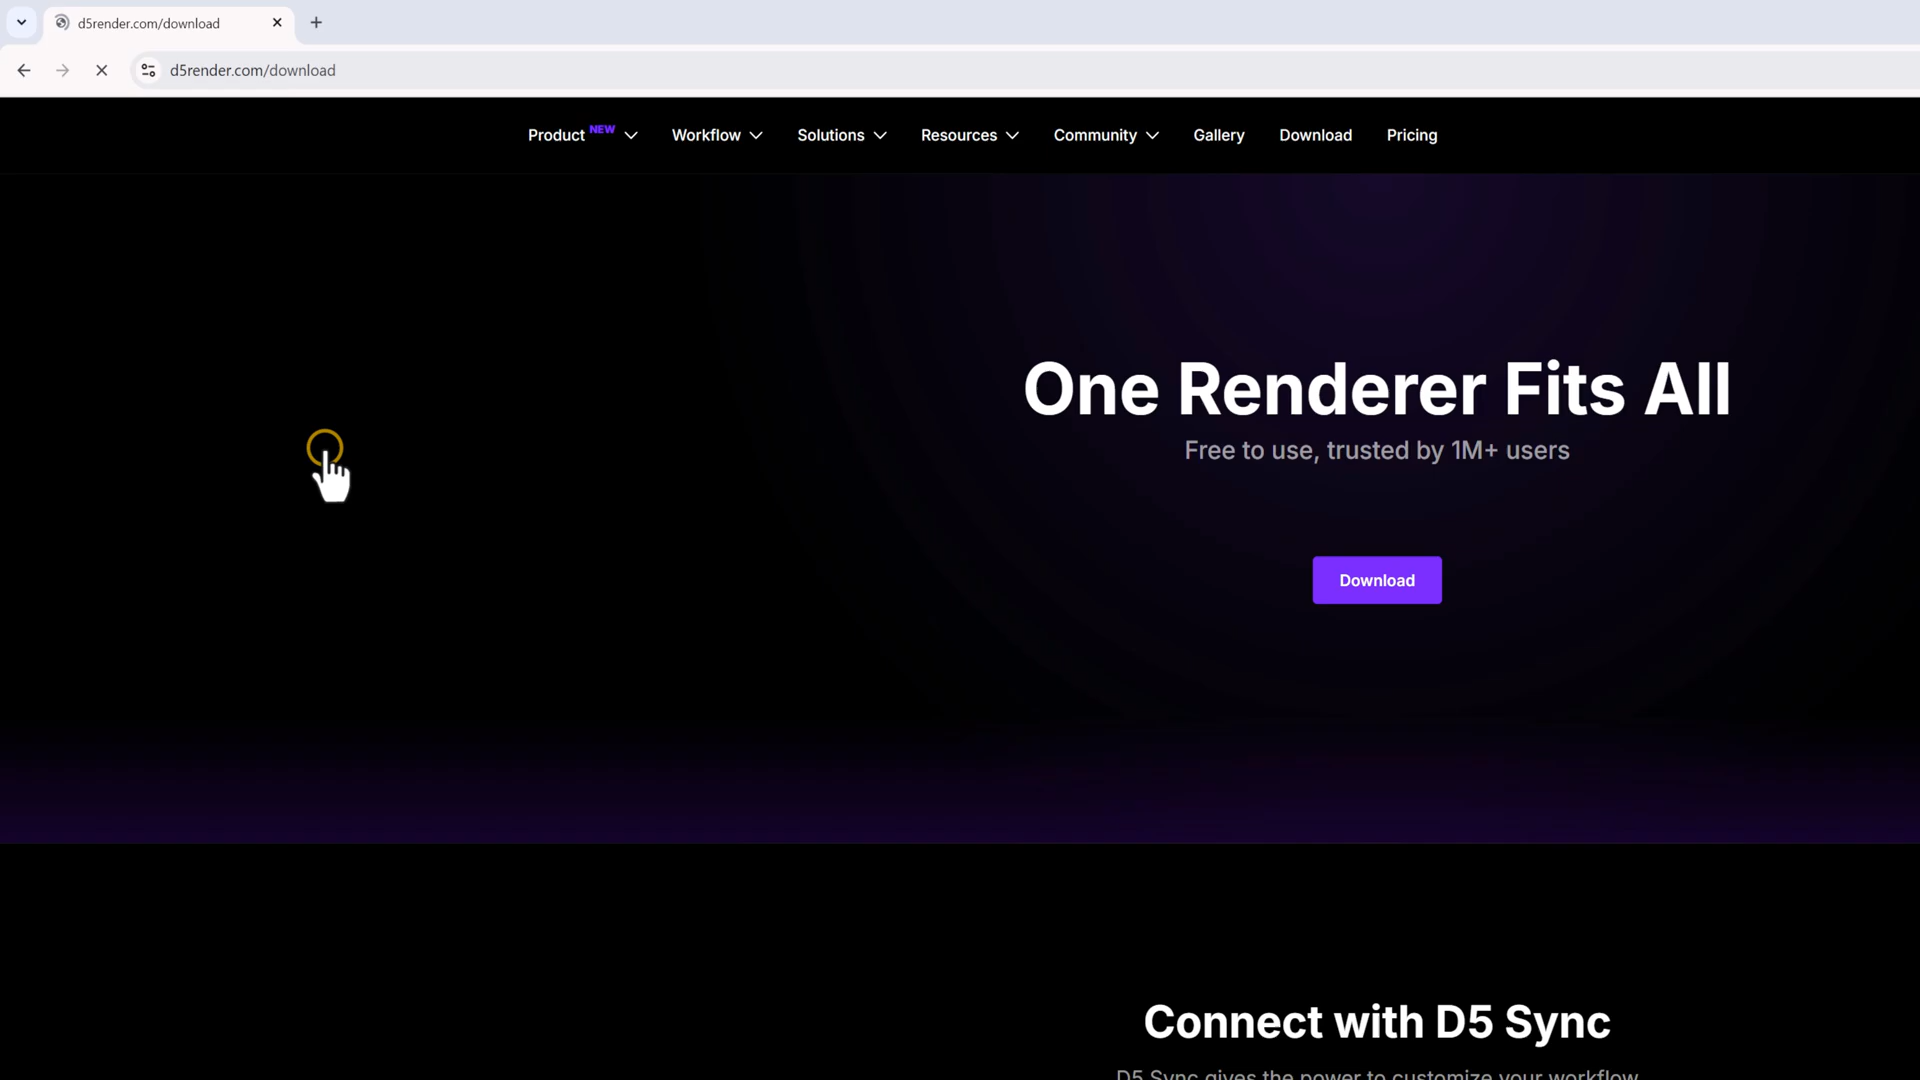 d5render.com/download
d5render.com/download
Product NEW Workflow Solutions Resources Community Gallery Download Pricing
One Renderer Fits All
Free to use, trusted by 1M+ users
Download
Connect with D5 Sync
D5 Sync gives the power to customize your workflow